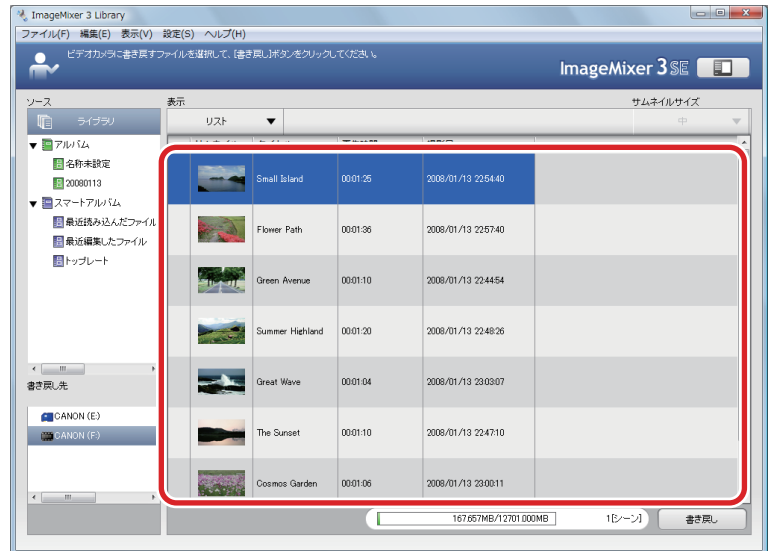 ImageMixer 3 Library
ファイル(F) 編集(E) 表示(V) 設定(S) ヘルプ(H)
ビデオカメラに書き戻すファイルを選択して、[書き戻し]ボタンをクリックしてください。
ImageMixer 3 SE
ソース 表示 サムネイルサイズ
ライブラリ リスト 中
アルバム
名称未設定
20080113
スマートアルバム
最近読み込んだファイル
最近編集したファイル
トップレート
Small Island 00:01:25 2008/01/13 22:54:40
Flower Path 00:01:36 2008/01/13 22:57:40
Green Avenue 00:01:10 2008/01/13 22:44:54
Summer Highland 00:01:20 2008/01/13 22:48:26
Great Wave 00:01:04 2008/01/13 23:03:07
The Sunset 00:01:10 2008/01/13 22:47:10
Cosmos Garden 00:01:06 2008/01/13 23:00:11
書き戻し先
CANON (E:)
CANON (F:)
167.657MB/12701.000MB 1[シーン] 書き戻し